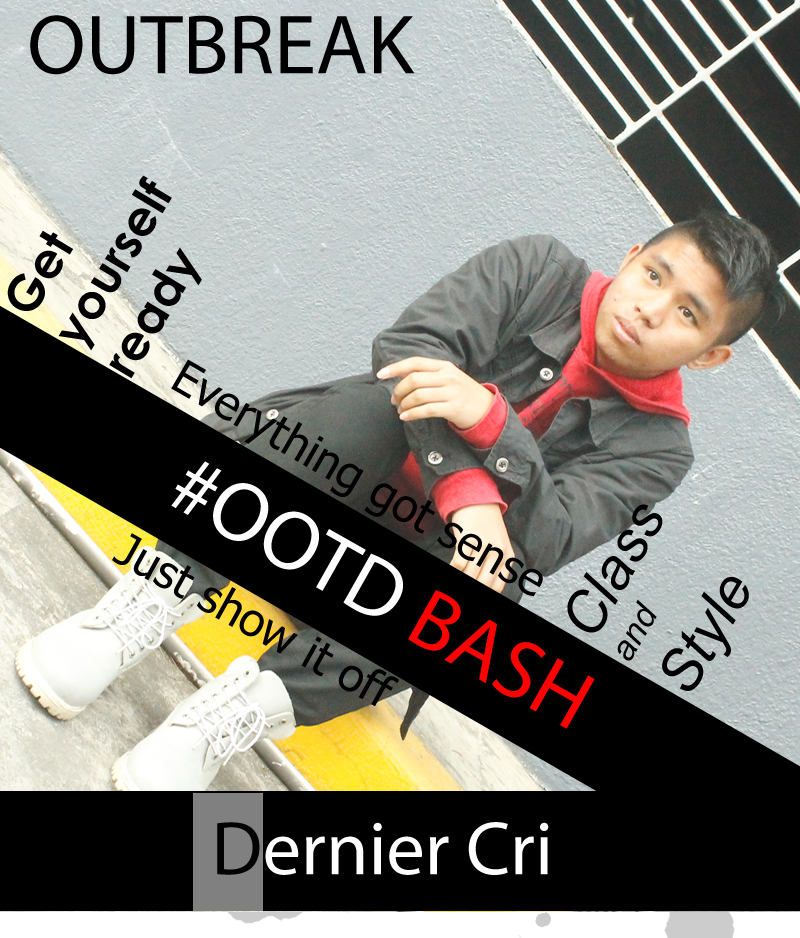 OUTBREAK
Get
yourself
ready
Everything got sense
#OOTD BASH
Just show it off
Class
and
Style
Dernier Cri